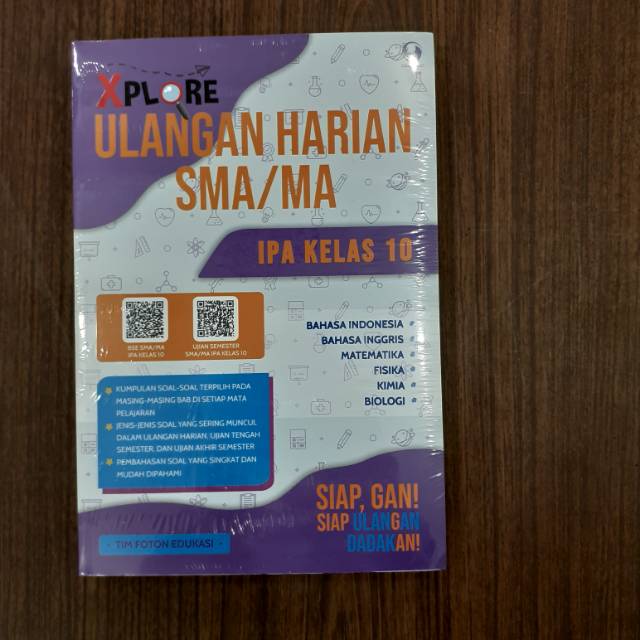 XPLORE
ULANGAN HARIAN
SMA/MA
IPA KELAS 10
BSE SMA/MA
IPA KELAS 10
UJIAN SEMESTER
SMA/MA IPA KELAS 10
BAHASA INDONESIA
BAHASA INGGRIS
MATEMATIKA
FISIKA
KIMIA
BIOLOGI
KUMPULAN SOAL-SOAL TERPILIH PADA
MASING-MASING BAB DI SETIAP MATA
PELAJARAN
JENIS-JENIS SOAL YANG SERING MUNCUL
DALAM ULANGAN HARIAN, UJIAN TENGAH
SEMESTER, DAN UJIAN AKHIR SEMESTER
PEMBAHASAN SOAL YANG SINGKAT DAN
MUDAH DIPAHAMI
SIAP, GAN!
SIAP ULANGAN
DADAKAN!
TIM FOTON EDUKASI